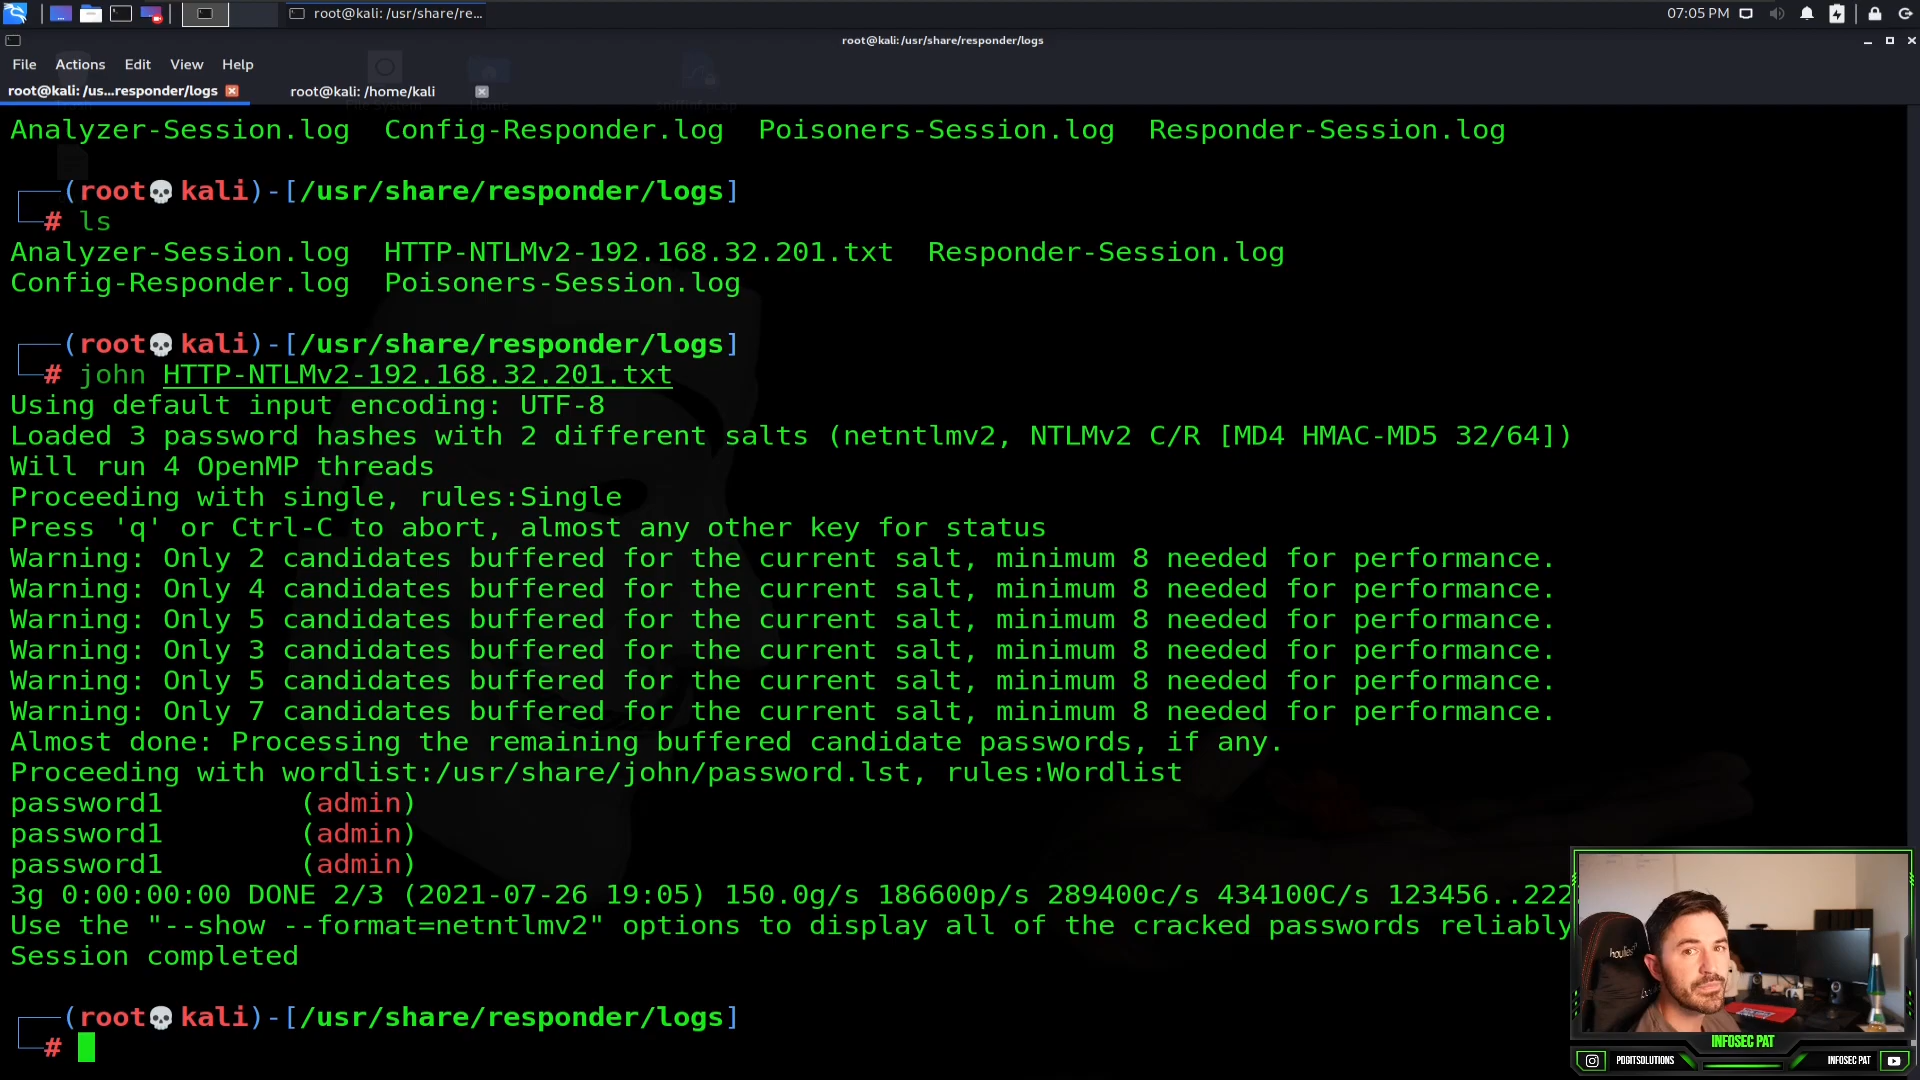 root@kali: /usr/share/re...
07:05 PM
root@kali: /usr/share/responder/logs
File Actions Edit View Help
root@kali: /us...responder/logs
root@kali: /home/kali
Analyzer-Session.log Config-Responder.log Poisoners-Session.log Responder-Session.log
(root💀kali)-[/usr/share/responder/logs]
# ls
Analyzer-Session.log HTTP-NTLMv2-192.168.32.201.txt Responder-Session.log
Config-Responder.log Poisoners-Session.log
(root💀kali)-[/usr/share/responder/logs]
# john HTTP-NTLMv2-192.168.32.201.txt
Using default input encoding: UTF-8
Loaded 3 password hashes with 2 different salts (netntlmv2, NTLMv2 C/R [MD4 HMAC-MD5 32/64])
Will run 4 OpenMP threads
Proceeding with single, rules:Single
Press 'q' or Ctrl-C to abort, almost any other key for status
Warning: Only 2 candidates buffered for the current salt, minimum 8 needed for performance.
Warning: Only 4 candidates buffered for the current salt, minimum 8 needed for performance.
Warning: Only 5 candidates buffered for the current salt, minimum 8 needed for performance.
Warning: Only 3 candidates buffered for the current salt, minimum 8 needed for performance.
Warning: Only 5 candidates buffered for the current salt, minimum 8 needed for performance.
Warning: Only 7 candidates buffered for the current salt, minimum 8 needed for performance.
Almost done: Processing the remaining buffered candidate passwords, if any.
Proceeding with wordlist:/usr/share/john/password.lst, rules:Wordlist
password1 (admin)
password1 (admin)
password1 (admin)
3g 0:00:00:00 DONE 2/3 (2021-07-26 19:05) 150.0g/s 186600p/s 289400c/s 434100C/s 123456..222
Use the "--show --format=netntlmv2" options to display all of the cracked passwords reliably
Session completed
(root💀kali)-[/usr/share/responder/logs]
#
INFOSEC PAT
PDDITSOLUTIONS
INFOSEC PAT